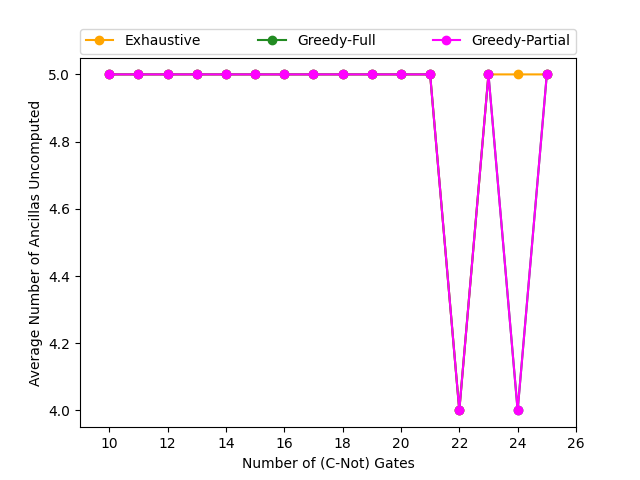 Exhaustive Greedy-Full Greedy-Partial
5.0
4.8
4.6
4.4
4.2
4.0
Average Number of Ancillas Uncomputed
10 12 14 16 18 20 22 24 26
Number of (C-Not) Gates